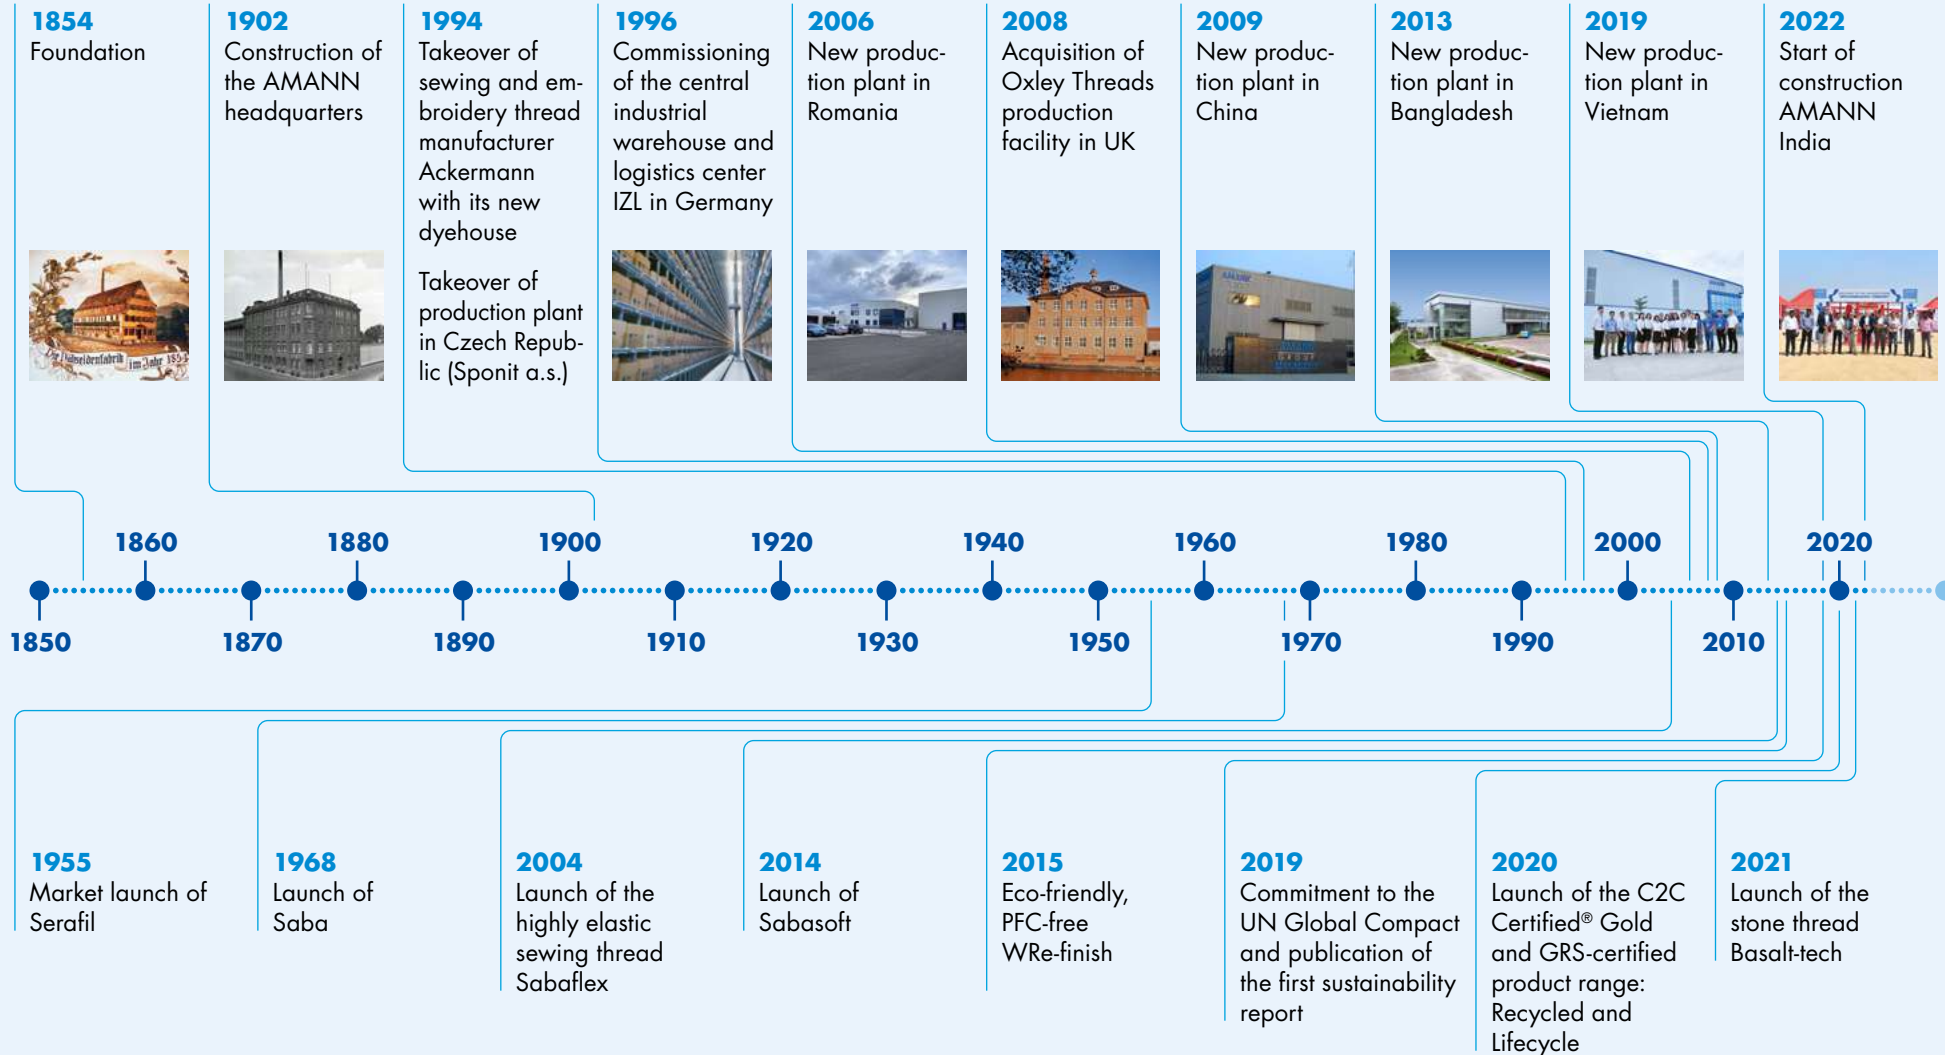 1854
Foundation
1902
Construction of
the AMANN
headquarters
1994
Takeover of
sewing and em-
broidery thread
manufacturer
Ackermann
with its new
dyehouse
Takeover of
production plant
in Czech Repub-
lic (Sponit a.s.)
1996
Commissioning
of the central
industrial
warehouse and
logistics center
IZL in Germany
2006
New produc-
tion plant in
Romania
2008
Acquisition of
Oxley Threads
production
facility in UK
2009
New produc-
tion plant in
China
2013
New produc-
tion plant in
Bangladesh
2019
New produc-
tion plant in
Vietnam
2022
Start of
construction
AMANN
India
im Jahr 1854
GROUP
1860 1880 1900 1920 1940 1960 1980 2000 2020
1850 1870 1890 1910 1930 1950 1970 1990 2010
1955
Market launch of
Serafil
1968
Launch of
Saba
2004
Launch of the
highly elastic
sewing thread
Sabaflex
2014
Launch of
Sabasoft
2015
Eco-friendly,
PFC-free
WRe-finish
2019
Commitment to the
UN Global Compact
and publication of
the first sustainability
report
2020
Launch of the C2C
Certified® Gold
and GRS-certified
product range:
Recycled and
Lifecycle
2021
Launch of the
stone thread
Basalt-tech